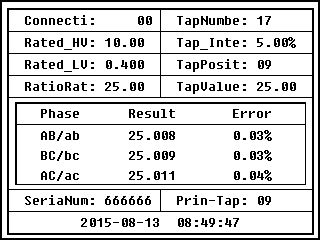 Connecti: 00 TapNumbe: 17
Rated_HV: 10.00 Tap_Inte: 5.00%
Rated_LV: 0.400 TapPosit: 09
RatioRat: 25.00 TapValue: 25.00
Phase Result Error
AB/ab 25.008 0.03%
BC/bc 25.009 0.03%
AC/ac 25.011 0.04%
SeriaNum: 666666 Prin-Tap: 09
2015-08-13 08:49:47